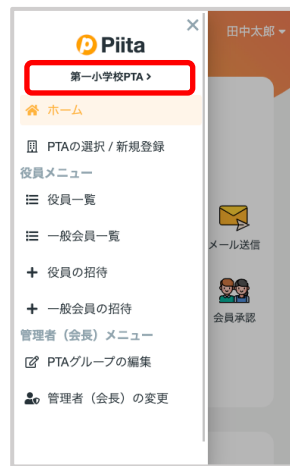 田中太郎
Piita
第一小学校PTA >
ホーム
PTAの選択 / 新規登録
役員メニュー
役員一覧
一般会員一覧
役員の招待
一般会員の招待
管理者（会長）メニュー
PTAグループの編集
管理者（会長）の変更
メール送信
会員承認